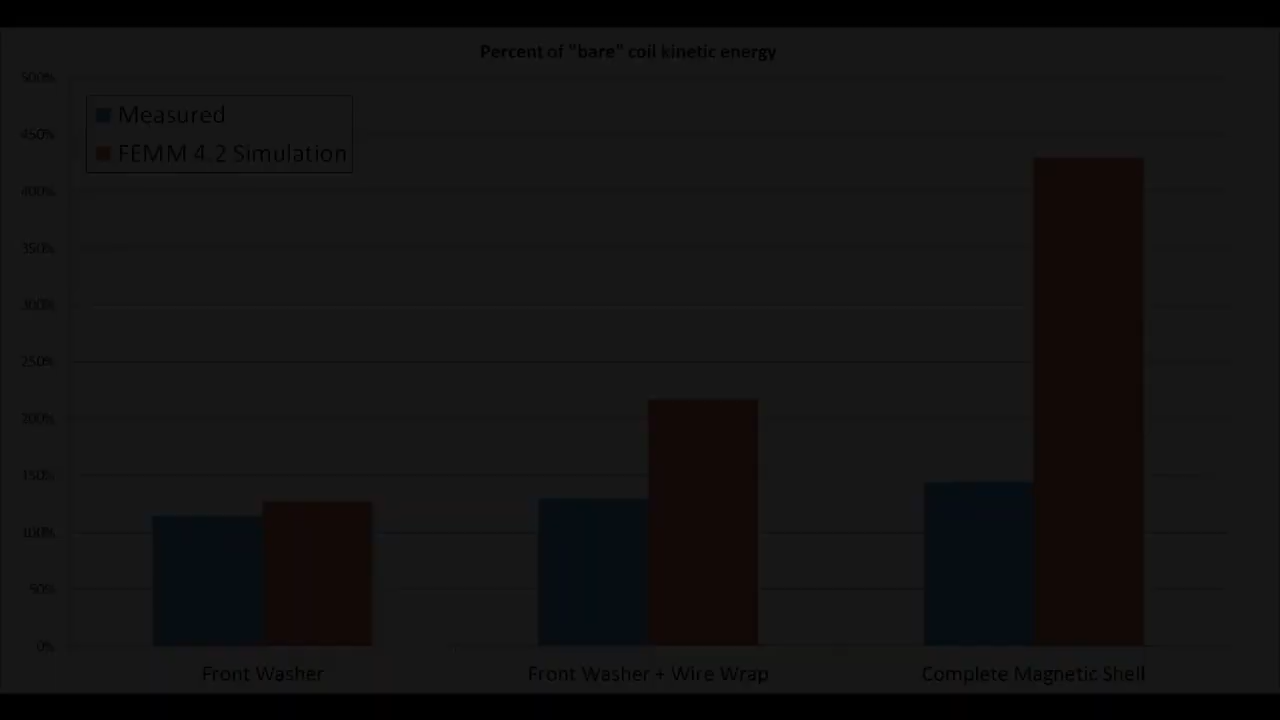 Percent of "bare" coil kinetic energy
500%
450%
400%
350%
300%
250%
200%
150%
100%
50%
0%
Measured
FEMM 4.2 Simulation
Front Washer
Front Washer + Wire Wrap
Complete Magnetic Shell